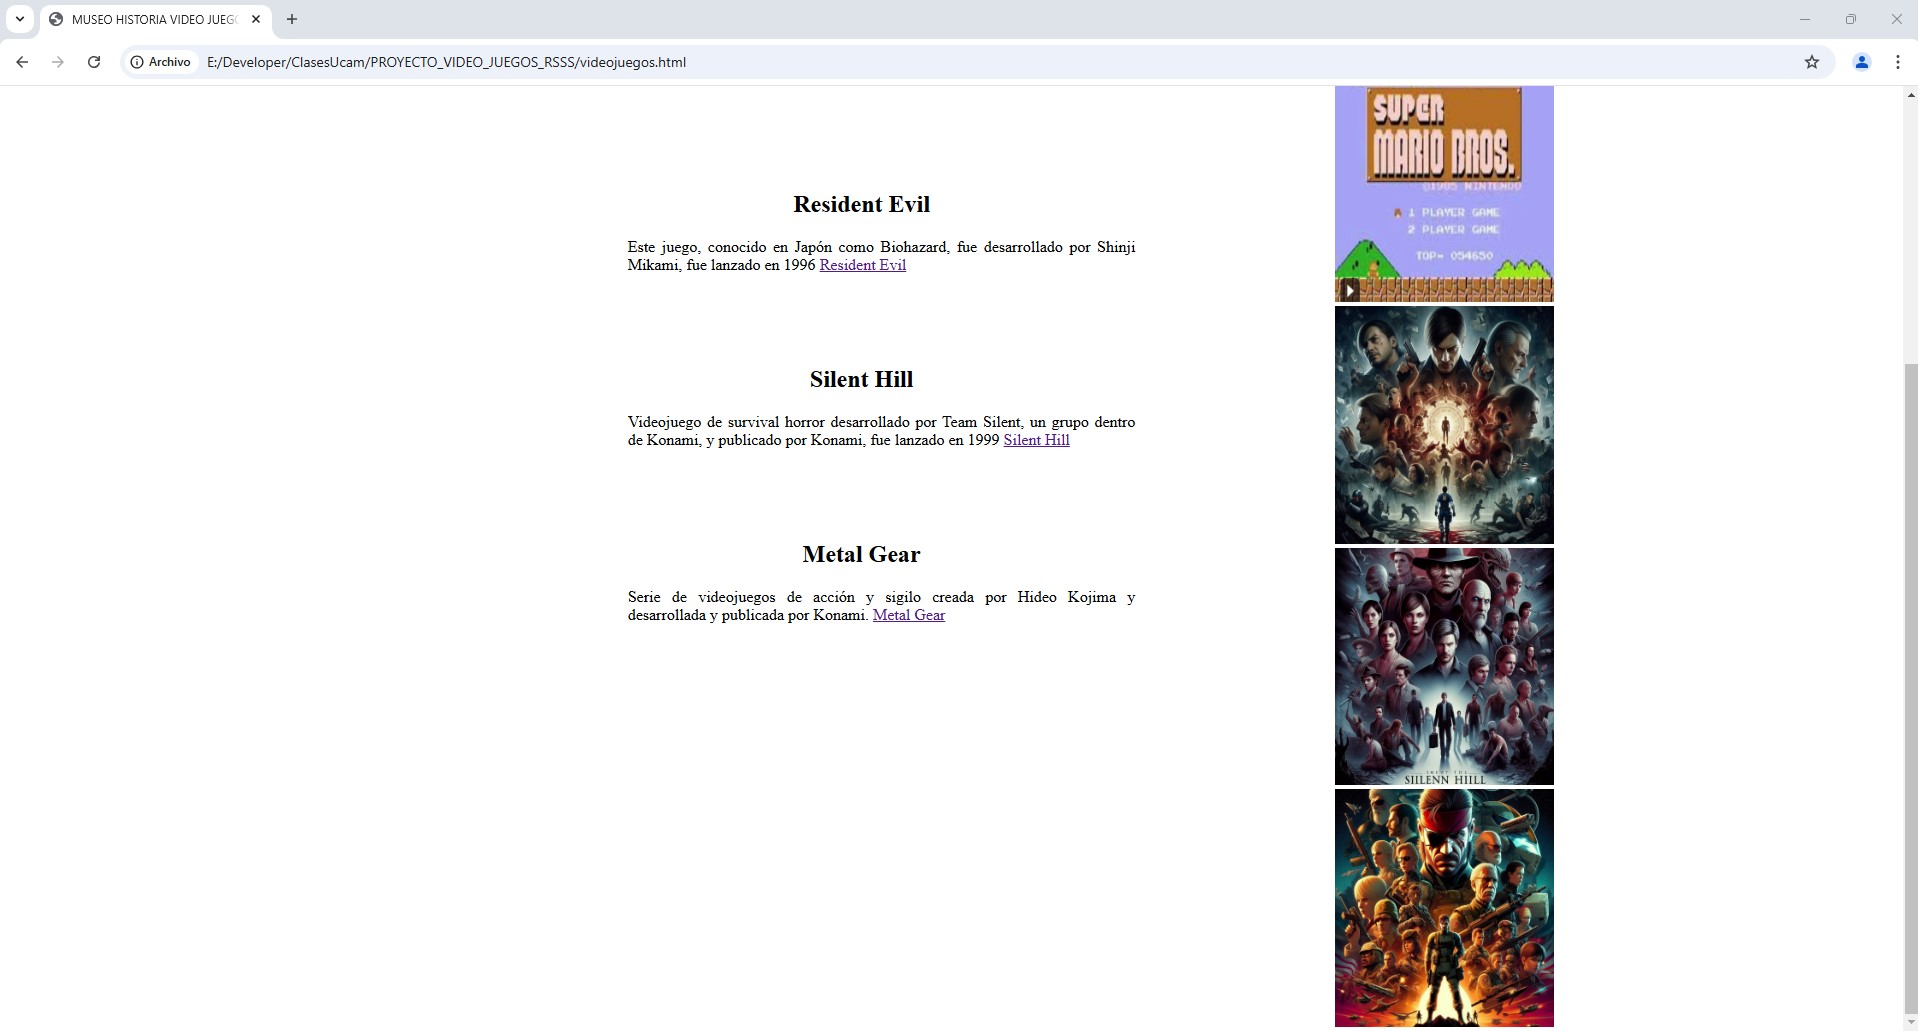 MUSEO HISTORIA VIDEO JUEG
Archivo
E:/Developer/ClasesUcam/PROYECTO_VIDEO_JUEGOS_RSSS/videojuegos.html
Resident Evil
Este juego, conocido en Japón como Biohazard, fue desarrollado por Shinji
Mikami, fue lanzado en 1996 Resident Evil
Silent Hill
Videojuego de survival horror desarrollado por Team Silent, un grupo dentro
de Konami, y publicado por Konami, fue lanzado en 1999 Silent Hill
Metal Gear
Serie de videojuegos de acción y sigilo creada por Hideo Kojima y
desarrollada y publicada por Konami. Metal Gear
SUPER
MARIO BROS.
©1985 NINTENDO
1 PLAYER GAME
2 PLAYER GAME
TOP- 054650
SIILENN HIILL